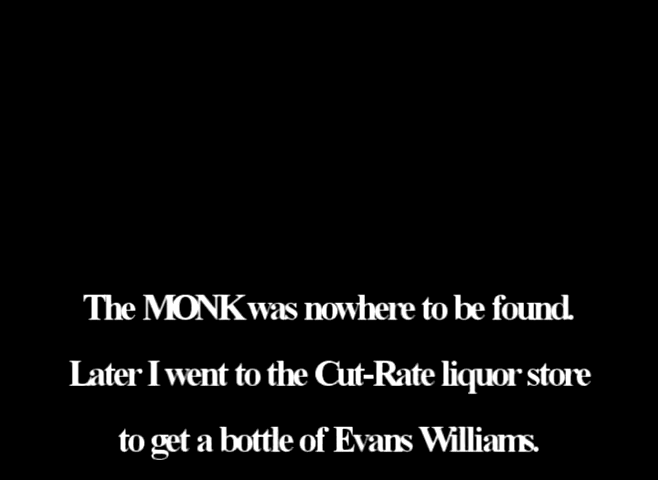 The MONK was nowhere to be found.
Later I went to the Cut-Rate liquor store
to get a bottle of Evans Williams.